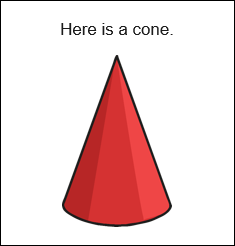 Here is a cone.